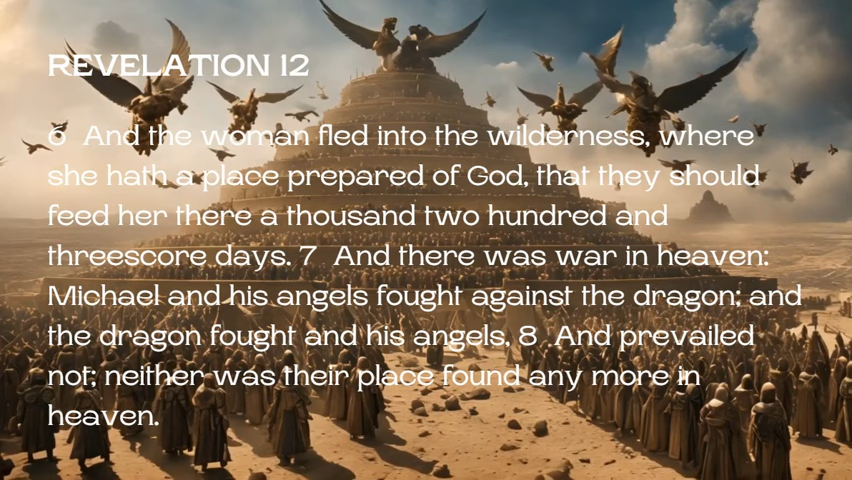 REVELATION 12
6 And the woman fled into the wilderness, where
she hath a place prepared of God, that they should
feed her there a thousand two hundred and
threescore days. 7 And there was war in heaven:
Michael and his angels fought against the dragon; and
the dragon fought and his angels, 8 .And prevailed
not; neither was their place found any more in
heaven.